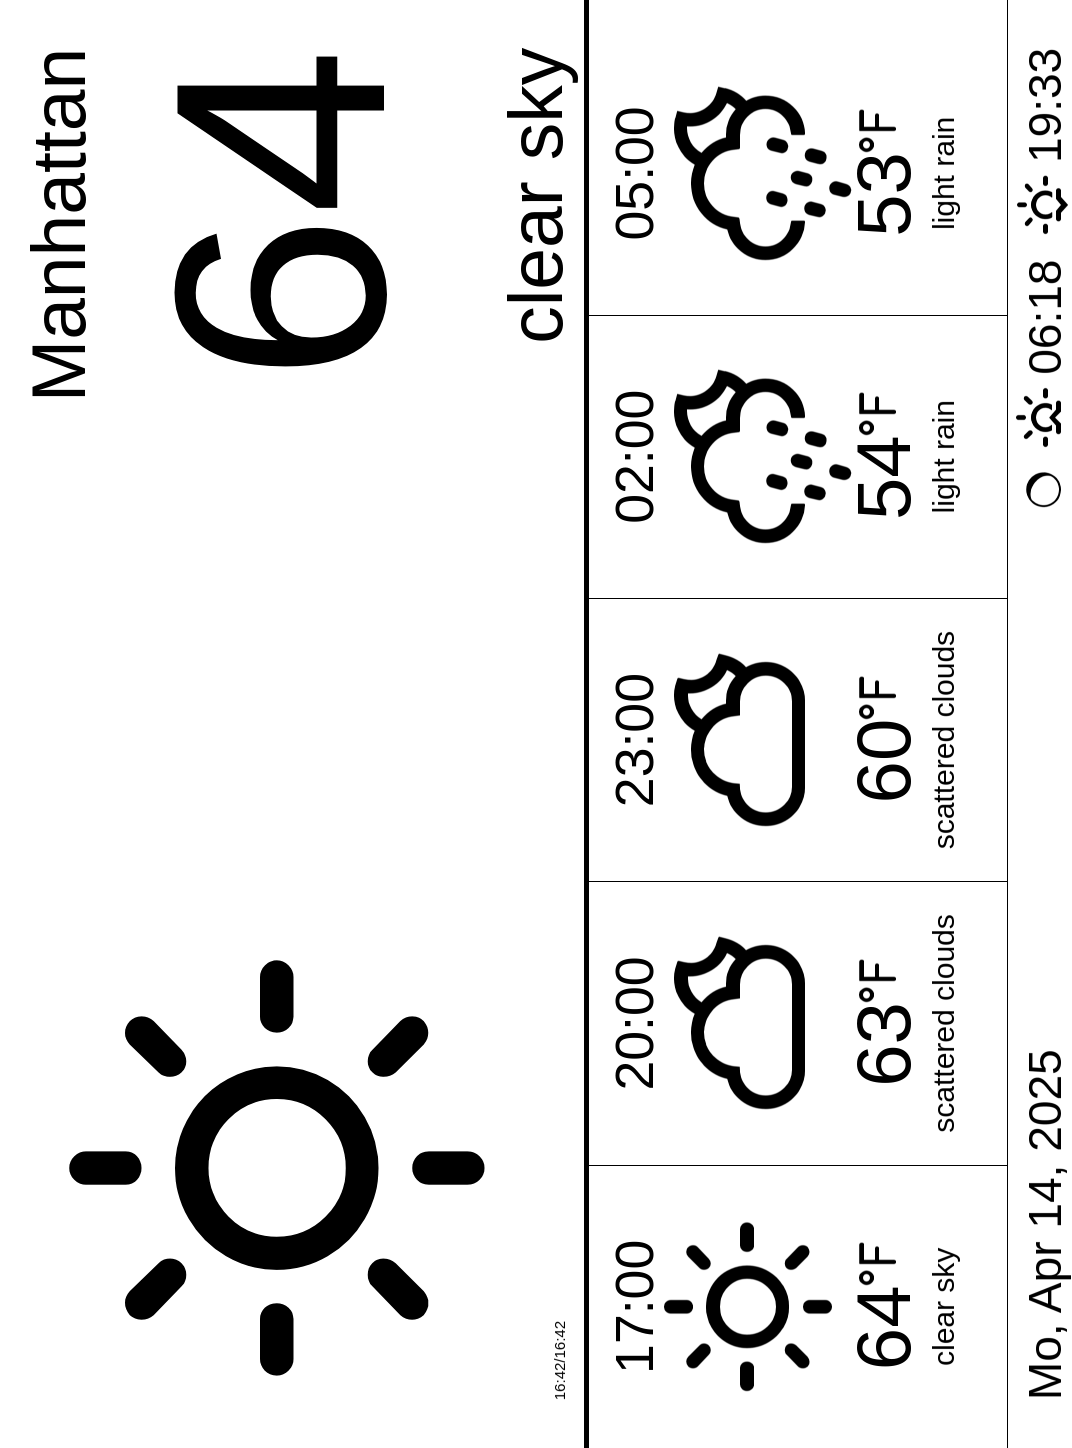 Manhattan
64
clear sky
16:42/16:42
17:00
64°F
clear sky
20:00
63°F
scattered clouds
23:00
60°F
scattered clouds
02:00
54°F
light rain
05:00
53°F
light rain
Mo, Apr 14, 2025
06:18
19:33